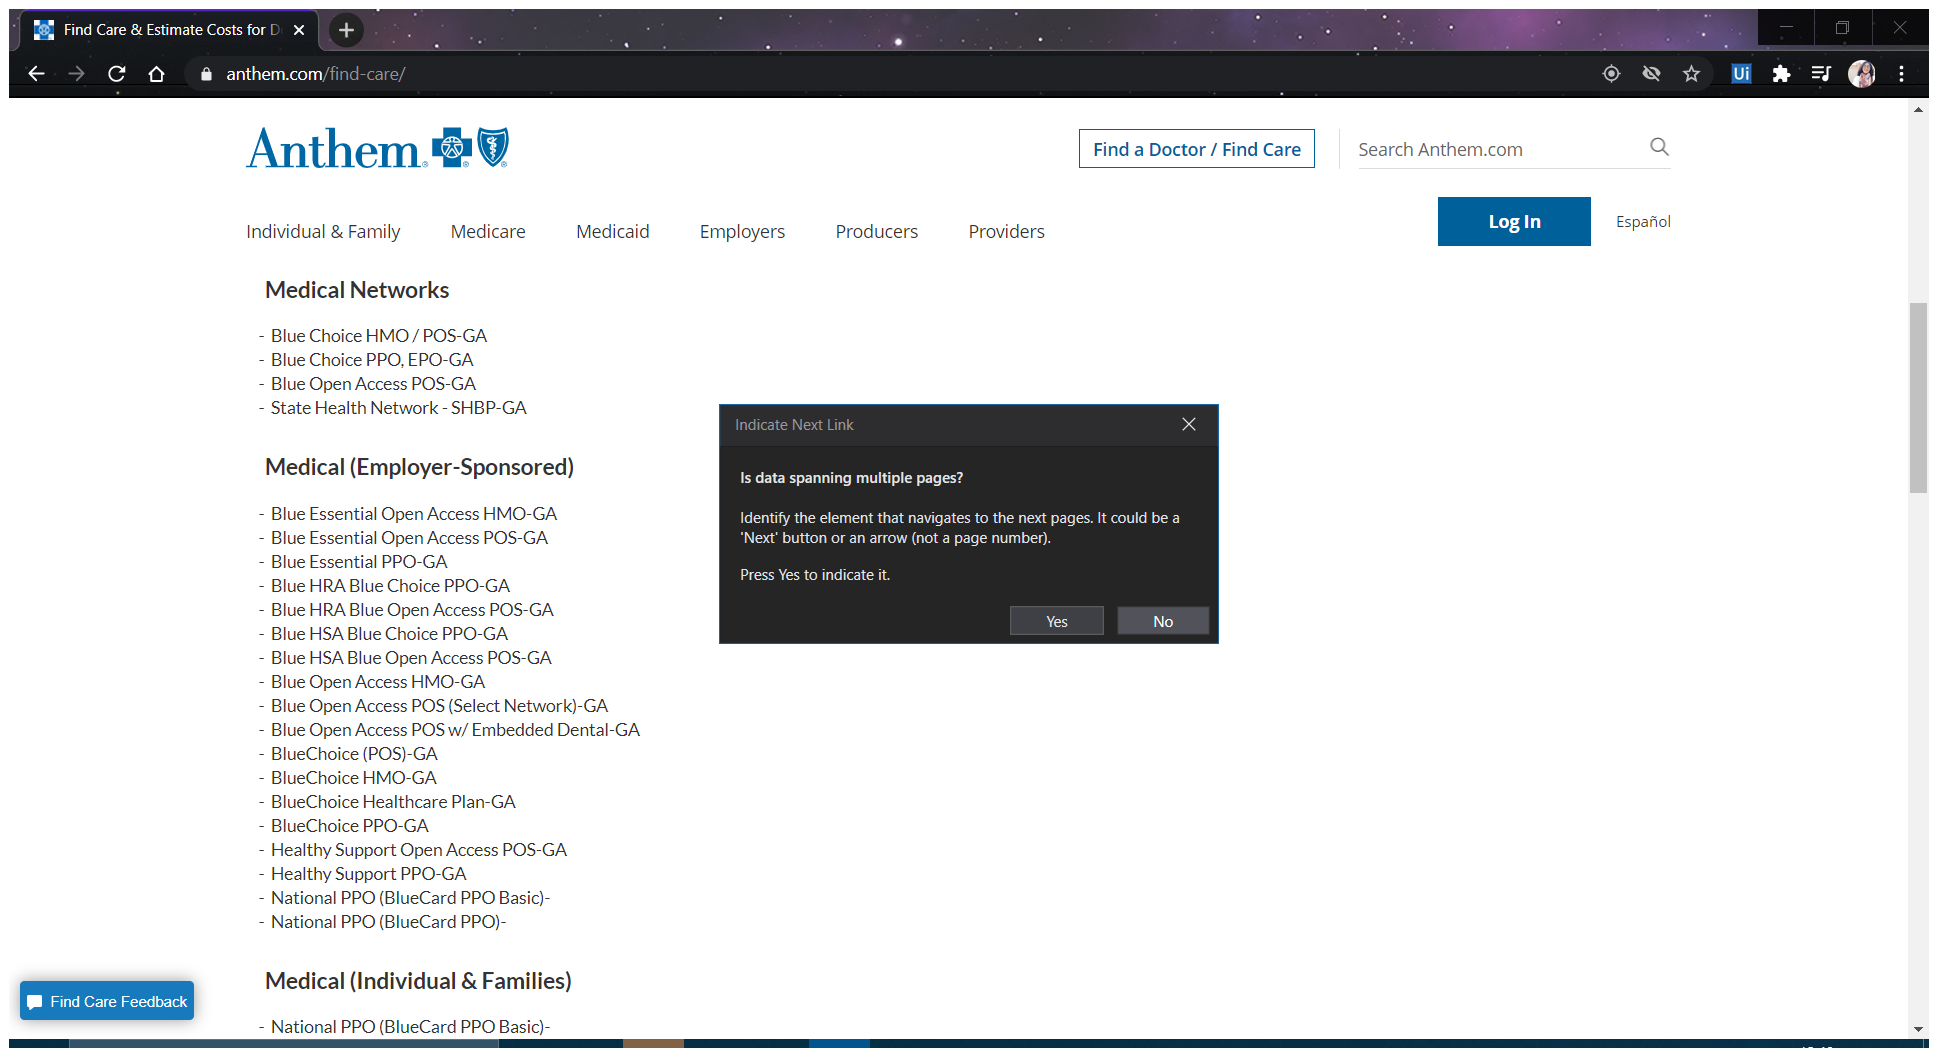 Find Care & Estimate Costs for D
anthem.com/find-care/
Ui
Anthem
Find a Doctor / Find Care
Search Anthem.com
Individual & Family
Medicare
Medicaid
Employers
Producers
Providers
Log In
Español
Medical Networks
- Blue Choice HMO / POS-GA
- Blue Choice PPO, EPO-GA
- Blue Open Access POS-GA
- State Health Network - SHBP-GA
Medical (Employer-Sponsored)
- Blue Essential Open Access HMO-GA
- Blue Essential Open Access POS-GA
- Blue Essential PPO-GA
- Blue HRA Blue Choice PPO-GA
- Blue HRA Blue Open Access POS-GA
- Blue HSA Blue Choice PPO-GA
- Blue HSA Blue Open Access POS-GA
- Blue Open Access HMO-GA
- Blue Open Access POS (Select Network)-GA
- Blue Open Access POS w/ Embedded Dental-GA
- BlueChoice (POS)-GA
- BlueChoice HMO-GA
- BlueChoice Healthcare Plan-GA
- BlueChoice PPO-GA
- Healthy Support Open Access POS-GA
- Healthy Support PPO-GA
- National PPO (BlueCard PPO Basic)-
- National PPO (BlueCard PPO)-
Medical (Individual & Families)
- National PPO (BlueCard PPO Basic)-
Indicate Next Link
Is data spanning multiple pages?
Identify the element that navigates to the next pages. It could be a
'Next' button or an arrow (not a page number).
Press Yes to indicate it.
Yes
No
Find Care Feedback